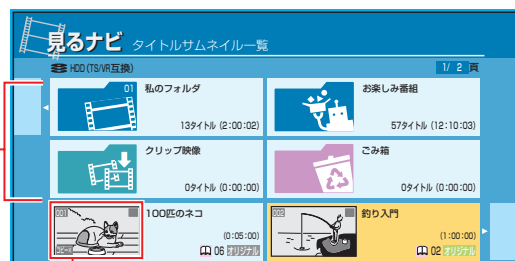 見るナビ タイトルサムネイル一覧
HDD(TS/VR互換) 1/ 2 頁
01 私のフォルダ
13タイトル (2:00:02)
お楽しみ番組
57タイトル (12:10:03)
クリップ映像
0タイトル (0:00:00)
ごみ箱
0タイトル (0:00:00)
001 100匹のネコ
(0:05:00)
コピー× 06 オリジナル
002 釣り入門
(1:00:00)
02 オリジナル